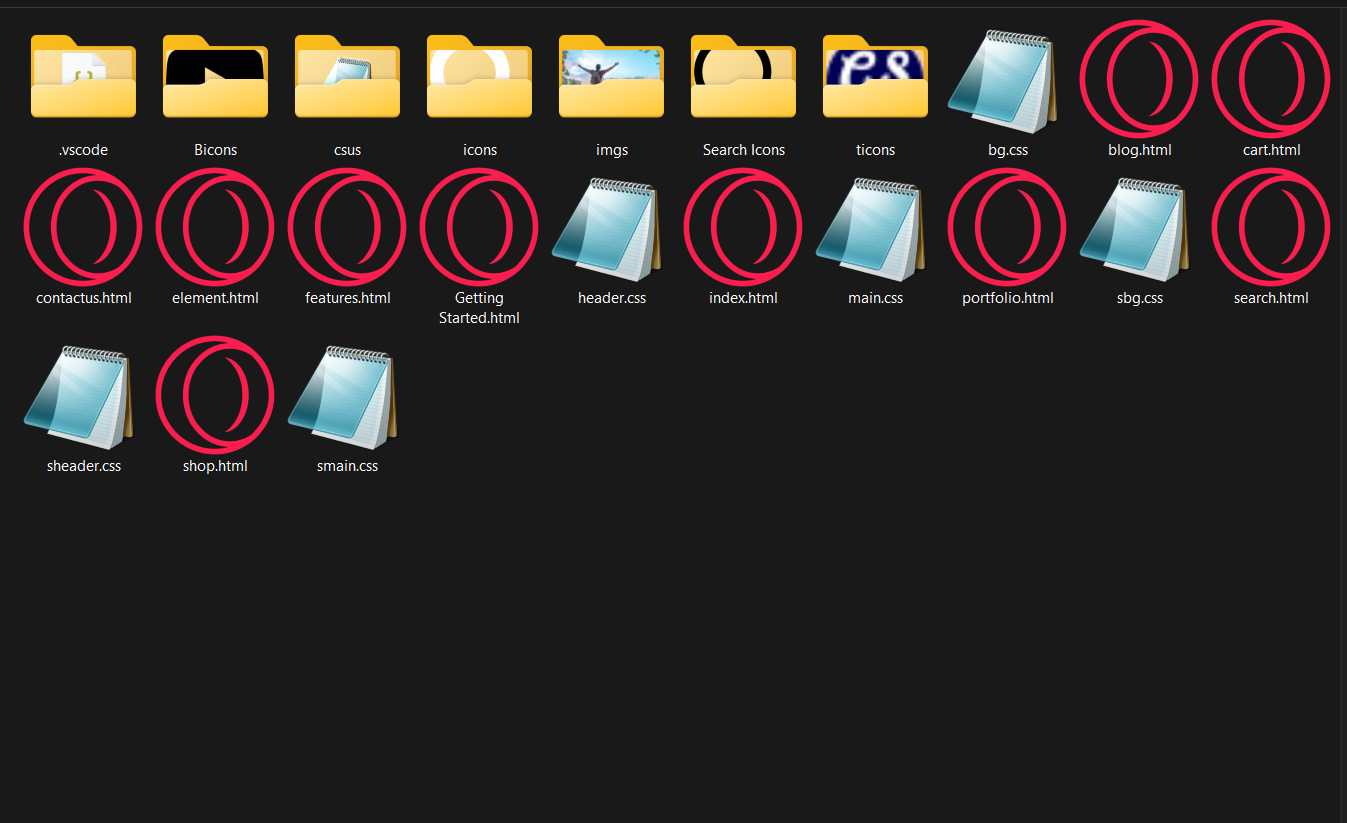 .vscode
Bicons
csus
icons
imgs
Search Icons
ticons
bg.css
blog.html
cart.html
contactus.html
element.html
features.html
Getting
Started.html
header.css
index.html
main.css
portfolio.html
sbg.css
search.html
sheader.css
shop.html
smain.css